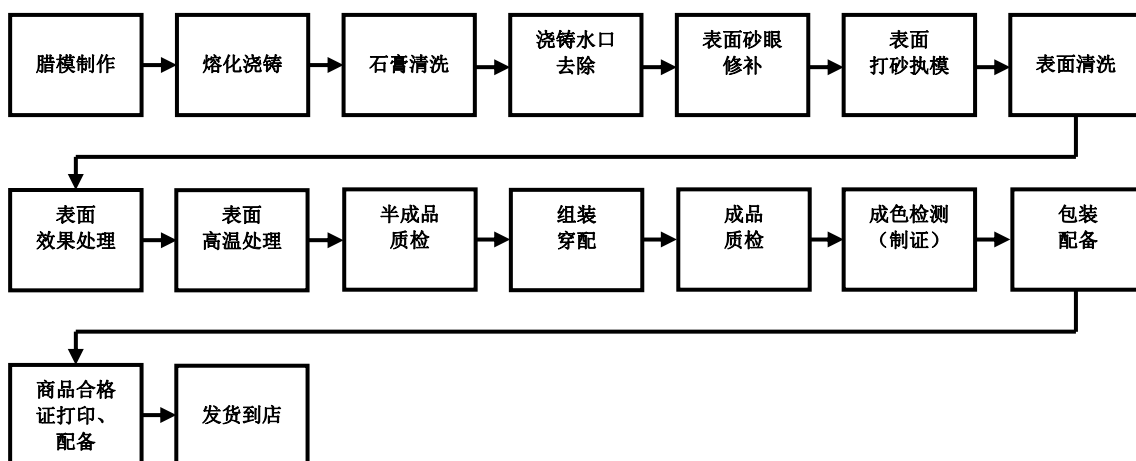 腊模制作
熔化浇铸
石膏清洗
浇铸水口
去除
表面砂眼
修补
表面
打砂执模
表面清洗
表面
效果处理
表面
高温处理
半成品
质检
组装
穿配
成品
质检
成色检测
（制证）
包装
配备
商品合格
证打印、
配备
发货到店